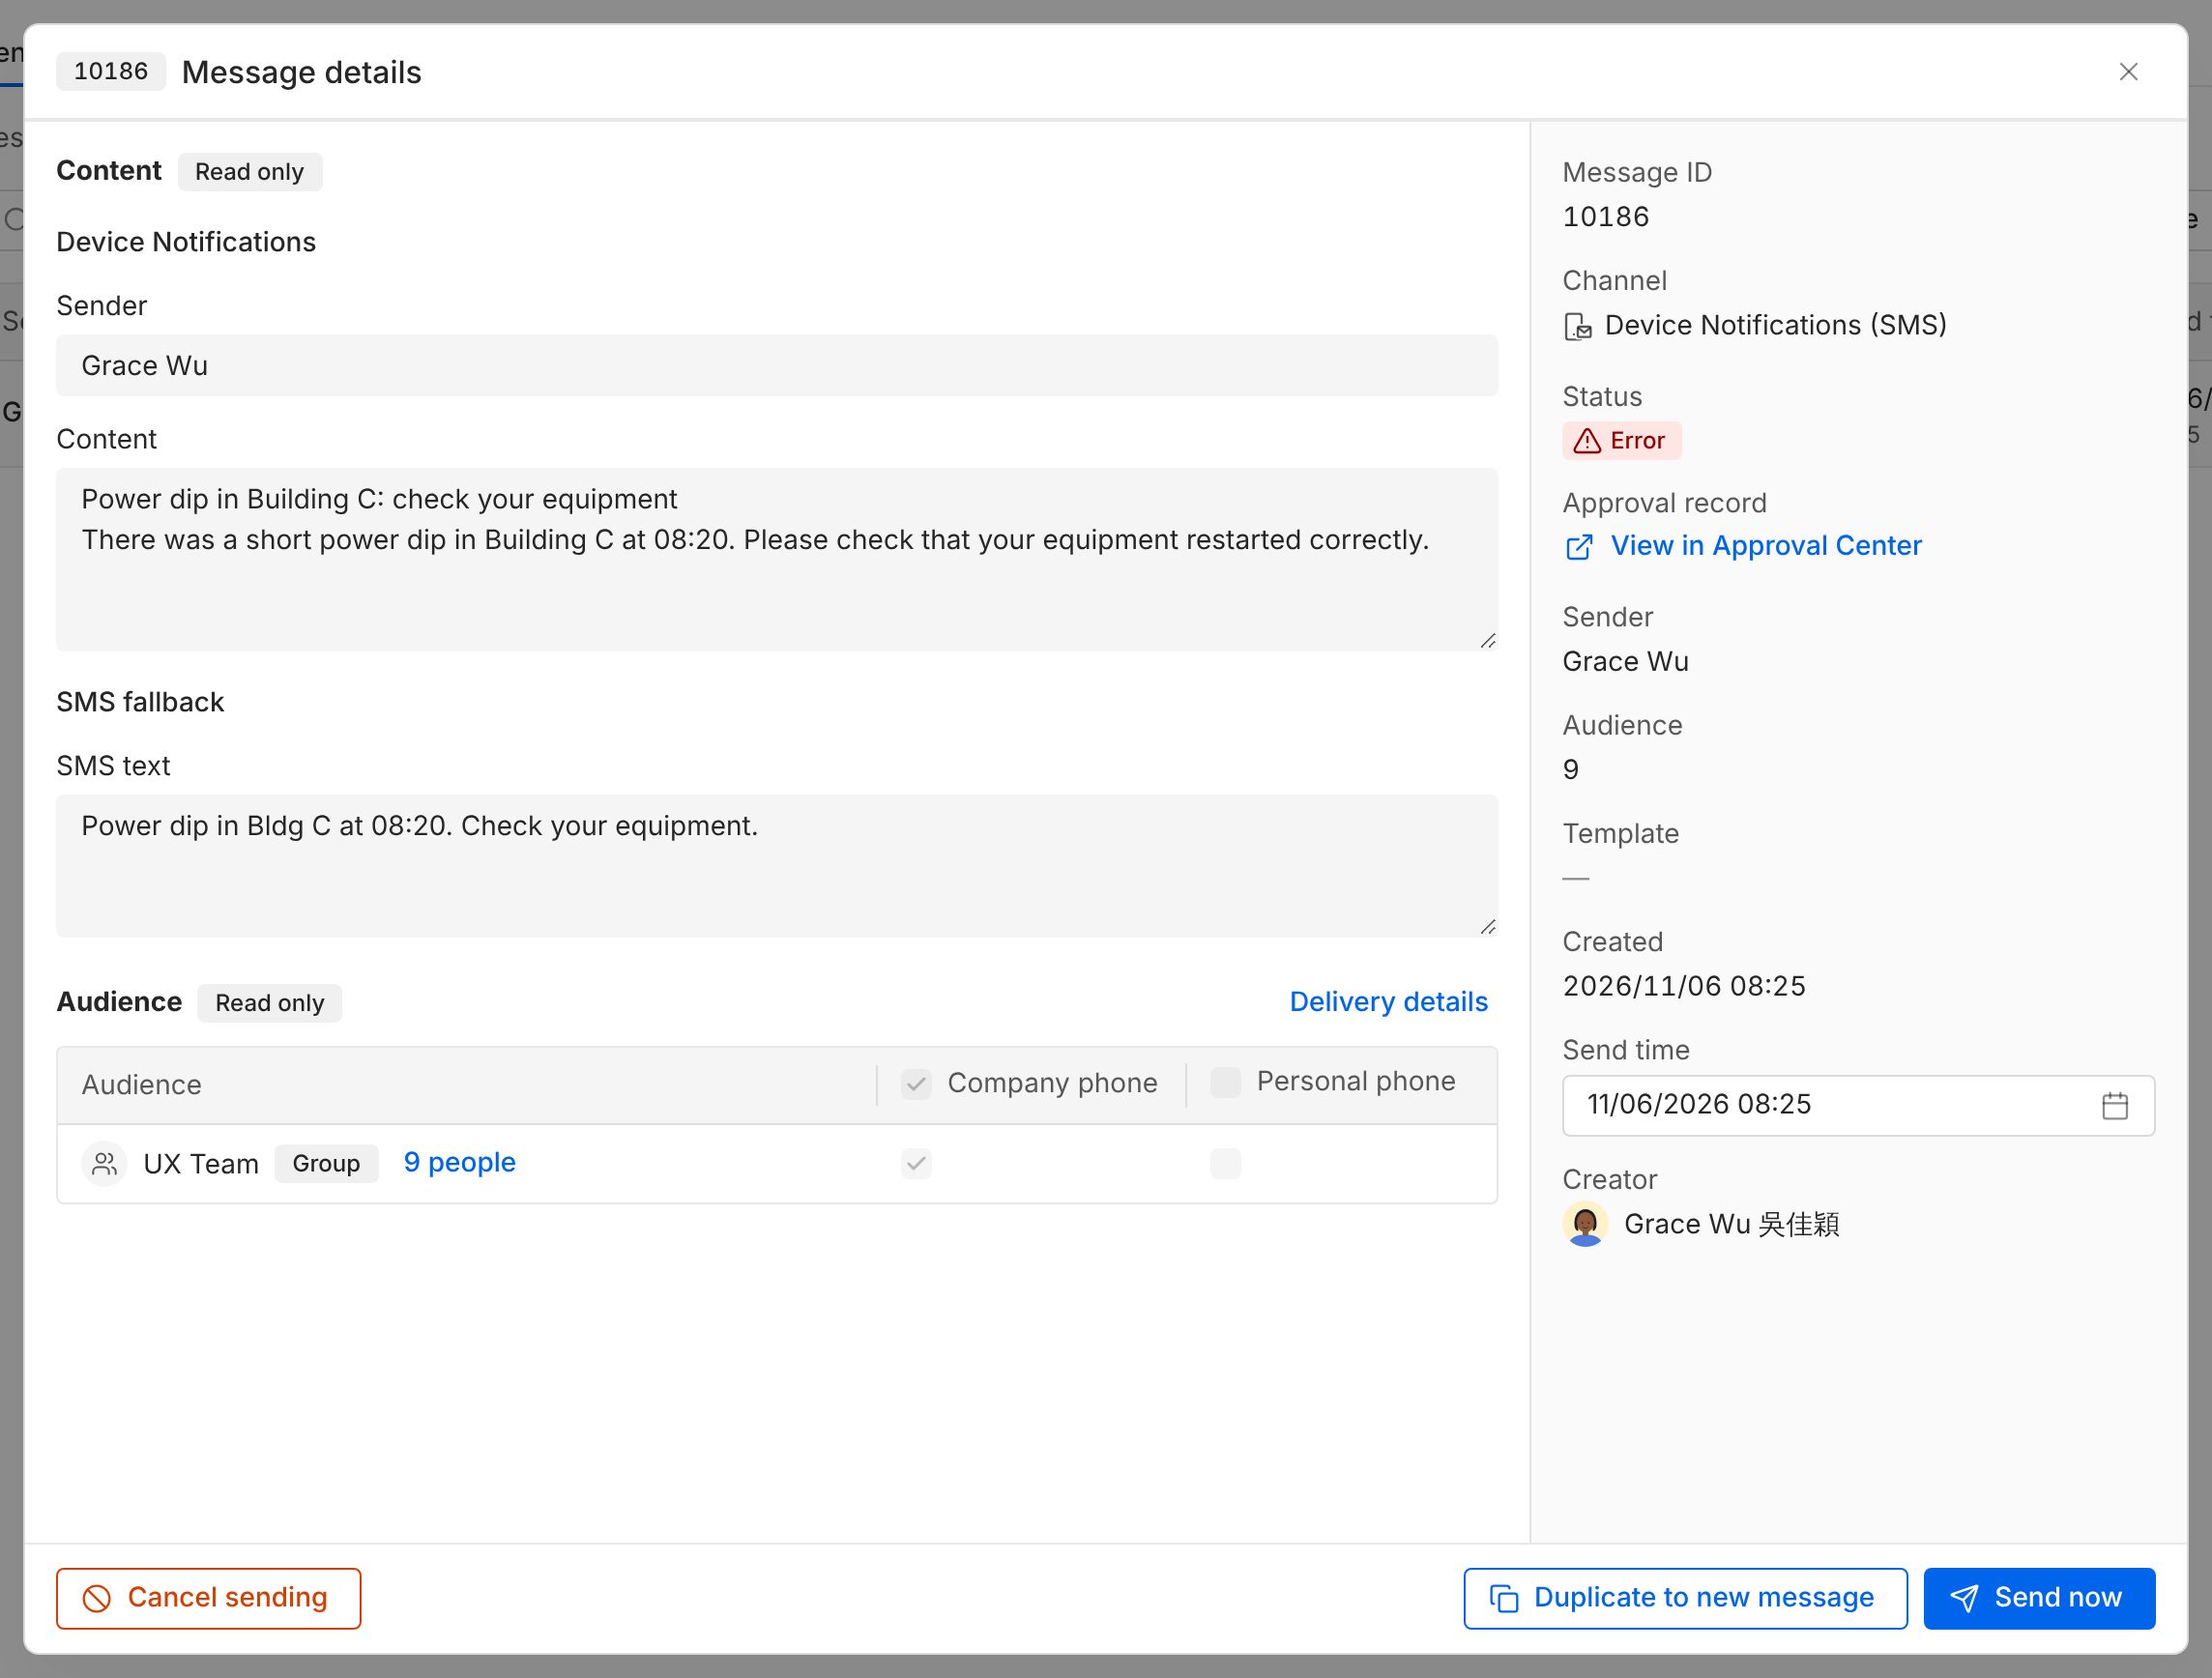 10186 Message details
Content Read only
Device Notifications
Sender
Grace Wu
Content
Power dip in Building C: check your equipment
There was a short power dip in Building C at 08:20. Please check that your equipment restarted correctly.
SMS fallback
SMS text
Power dip in Bldg C at 08:20. Check your equipment.
Audience Read only Delivery details
Audience Company phone Personal phone
UX Team Group 9 people
Message ID
10186
Channel
Device Notifications (SMS)
Status
Error
Approval record
View in Approval Center
Sender
Grace Wu
Audience
9
Template
—
Created
2026/11/06 08:25
Send time
11/06/2026 08:25
Creator
Grace Wu 吳佳穎
Cancel sending Duplicate to new message Send now